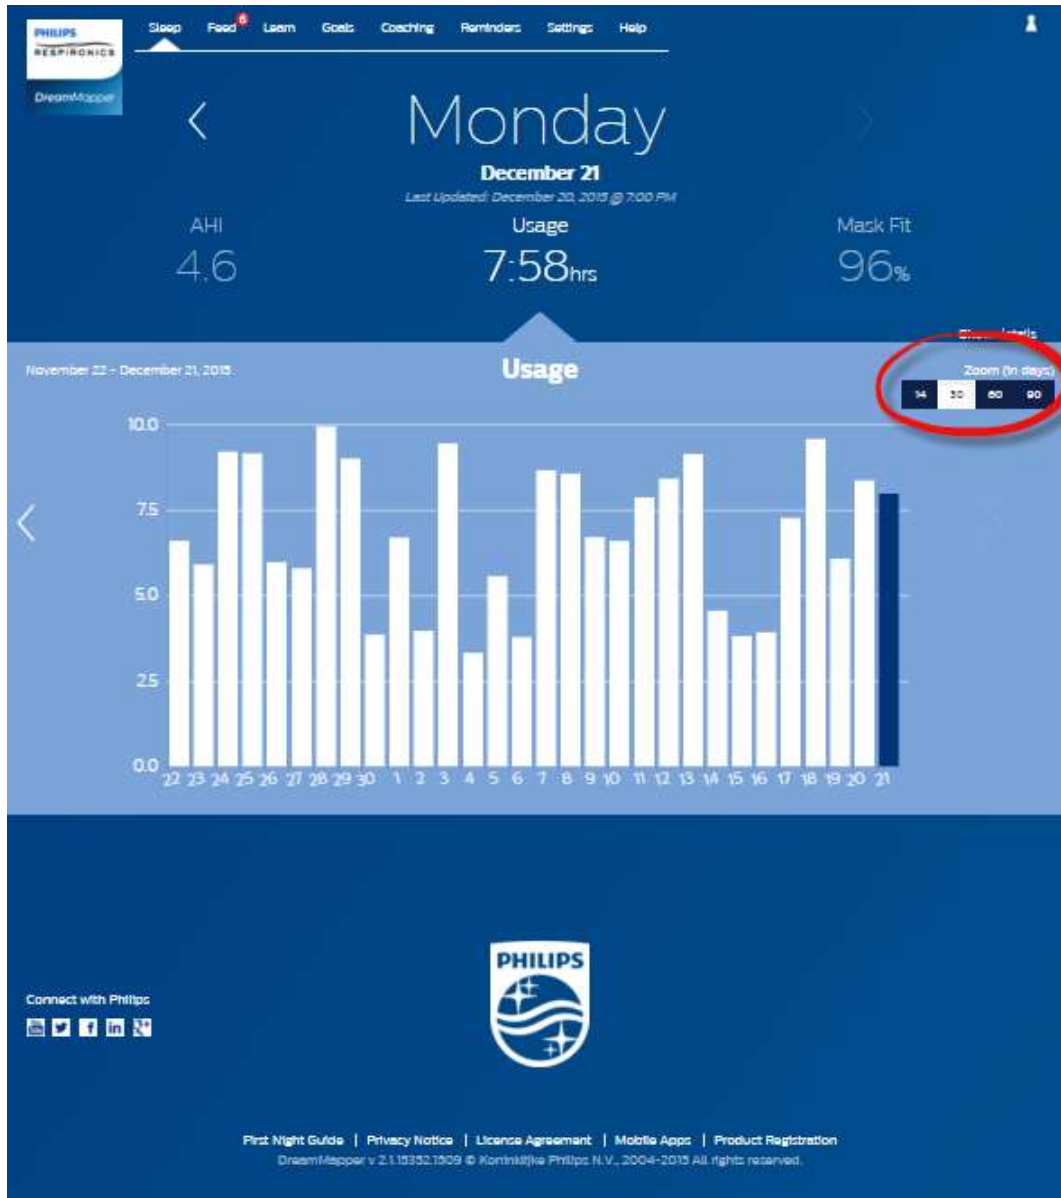 PHILIPS
RESPIRONICS
DreamMapper
Sleep Feed 6 Learn Goals Coaching Reminders Settings Help
Monday
December 21
Last Updated: December 20, 2015 @ 7:00 PM
AHI Usage Mask Fit
4.6 7:58hrs 96%
November 22 - December 21, 2015 Usage Zoom (in days)
14 30 60 90
10.0
7.5
5.0
2.5
0.0
22 23 24 25 26 27 28 29 30 1 2 3 4 5 6 7 8 9 10 11 12 13 14 15 16 17 18 19 20 21
PHILIPS
Connect with Philips
First Night Guide | Privacy Notice | License Agreement | Mobile Apps | Product Registration
DreamMapper v 2.1.15352.1509 © Koninklijke Philips N.V., 2004-2015 All rights reserved.